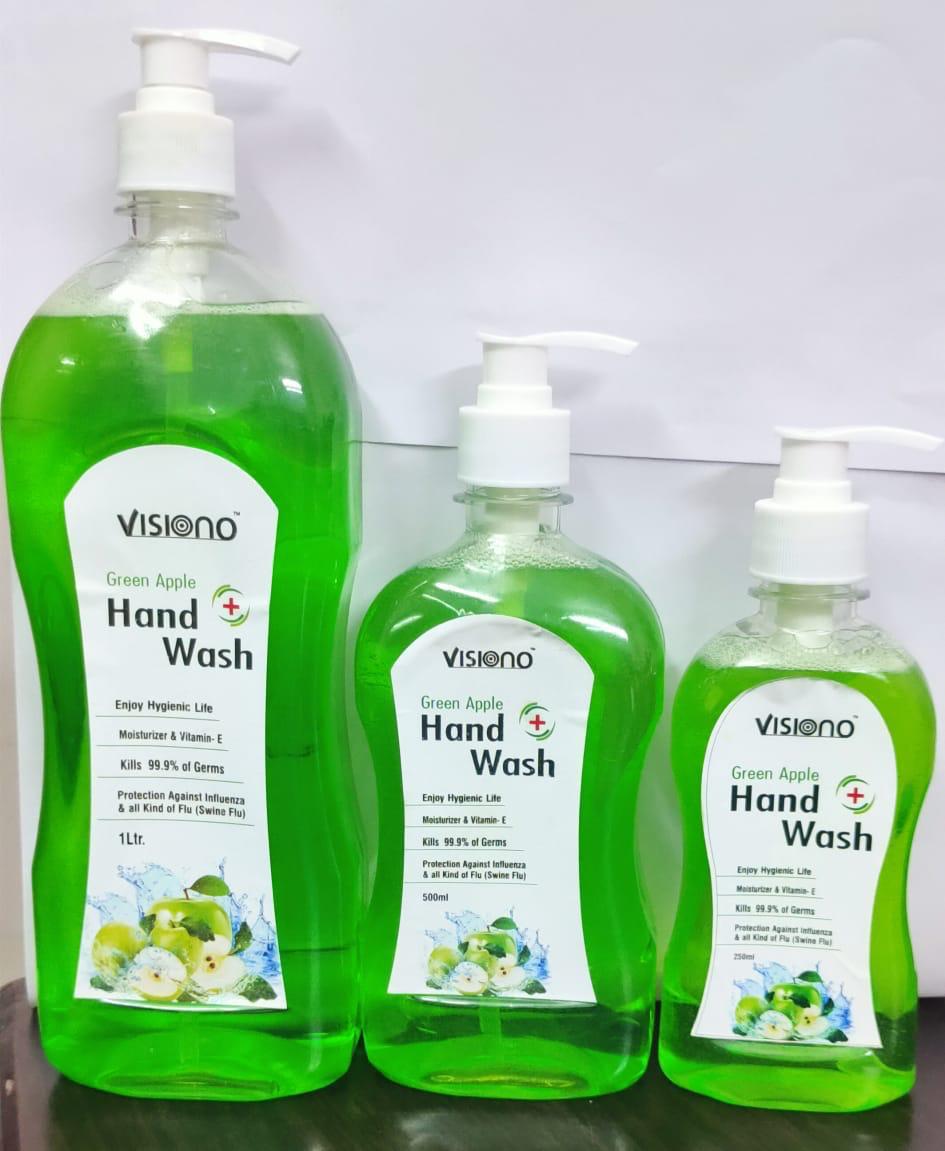 VISIONO™
Green Apple
Hand
Wash
Enjoy Hygienic Life
Moisturizer & Vitamin- E
Kills 99.9% of Germs
Protection Against Influenza
& all Kind of Flu (Swine Flu)
1Ltr.
VISIONO™
Green Apple
Hand
Wash
Enjoy Hygienic Life
Moisturizer & Vitamin- E
Kills 99.9% of Germs
Protection Against Influenza
& all Kind of Flu (Swine Flu)
500ml
VISIONO™
Green Apple
Hand
Wash
Enjoy Hygienic Life
Moisturizer & Vitamin- E
Kills 99.9% of Germs
Protection Against Influenza
& all Kind of Flu (Swine Flu)
250ml